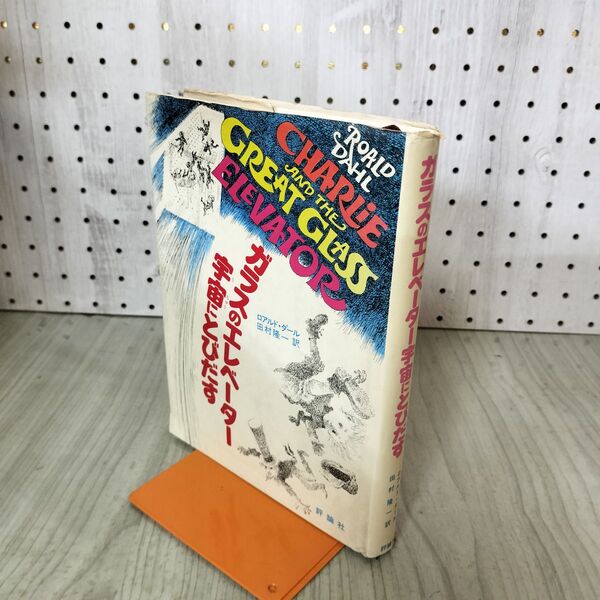 ROALD
DAHL
CHARLIE
AND THE
GREAT GLASS
ELEVATOR
ガラスのエレベーター
宇宙にとびだす
ロアルド・ダール
田村隆一 訳
評論社
ガラスのエレベーター宇宙にとびだす
田村隆一 訳